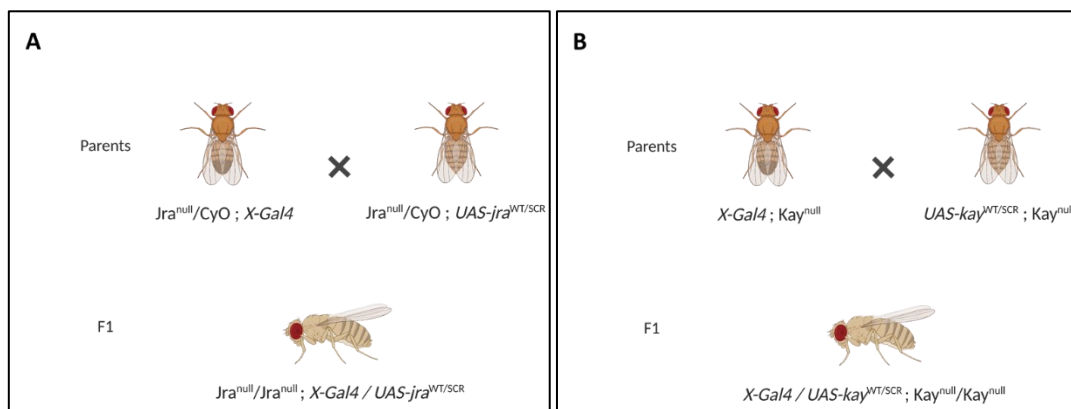 A
Parents
Jra^null/CyO ; X-Gal4
Jra^null/CyO ; UAS-jra^WT/SCR
F1
Jra^null/Jra^null ; X-Gal4 / UAS-jra^WT/SCR
B
Parents
X-Gal4 ; Kay^null
UAS-kay^WT/SCR ; Kay^nul
F1
X-Gal4 / UAS-kay^WT/SCR ; Kay^null/Kay^null